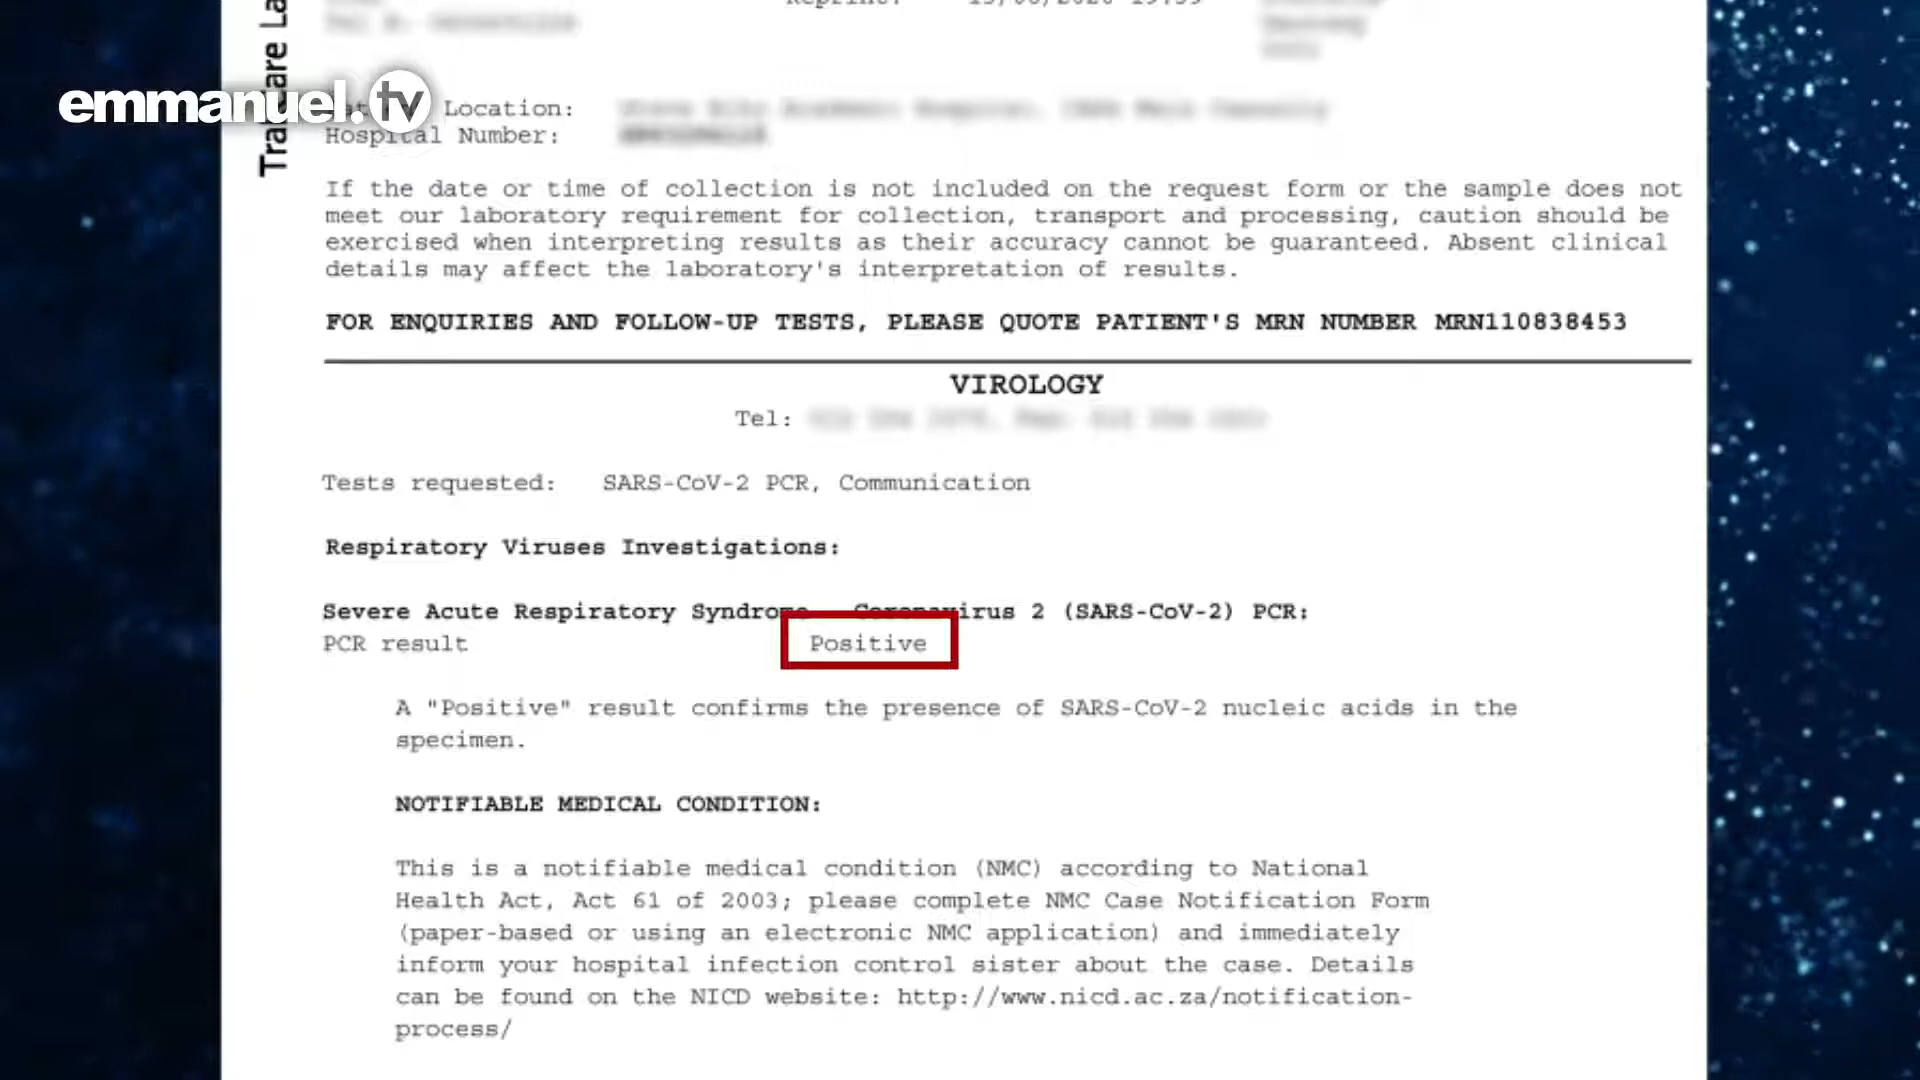 Reprint:
emmanuel.tv
Location:
Hospital Number:
If the date or time of collection is not included on the request form or the sample does not
meet our laboratory requirement for collection, transport and processing, caution should be
exercised when interpreting results as their accuracy cannot be guaranteed. Absent clinical
details may affect the laboratory's interpretation of results.
FOR ENQUIRIES AND FOLLOW-UP TESTS, PLEASE QUOTE PATIENT'S MRN NUMBER MRN110838453
VIROLOGY
Tel:
Tests requested: SARS-CoV-2 PCR, Communication
Respiratory Viruses Investigations:
Severe Acute Respiratory Syndrome Coronavirus 2 (SARS-CoV-2) PCR:
PCR result Positive
A "Positive" result confirms the presence of SARS-CoV-2 nucleic acids in the
specimen.
NOTIFIABLE MEDICAL CONDITION:
This is a notifiable medical condition (NMC) according to National
Health Act, Act 61 of 2003; please complete NMC Case Notification Form
(paper-based or using an electronic NMC application) and immediately
inform your hospital infection control sister about the case. Details
can be found on the NICD website: http://www.nicd.ac.za/notification-
process/